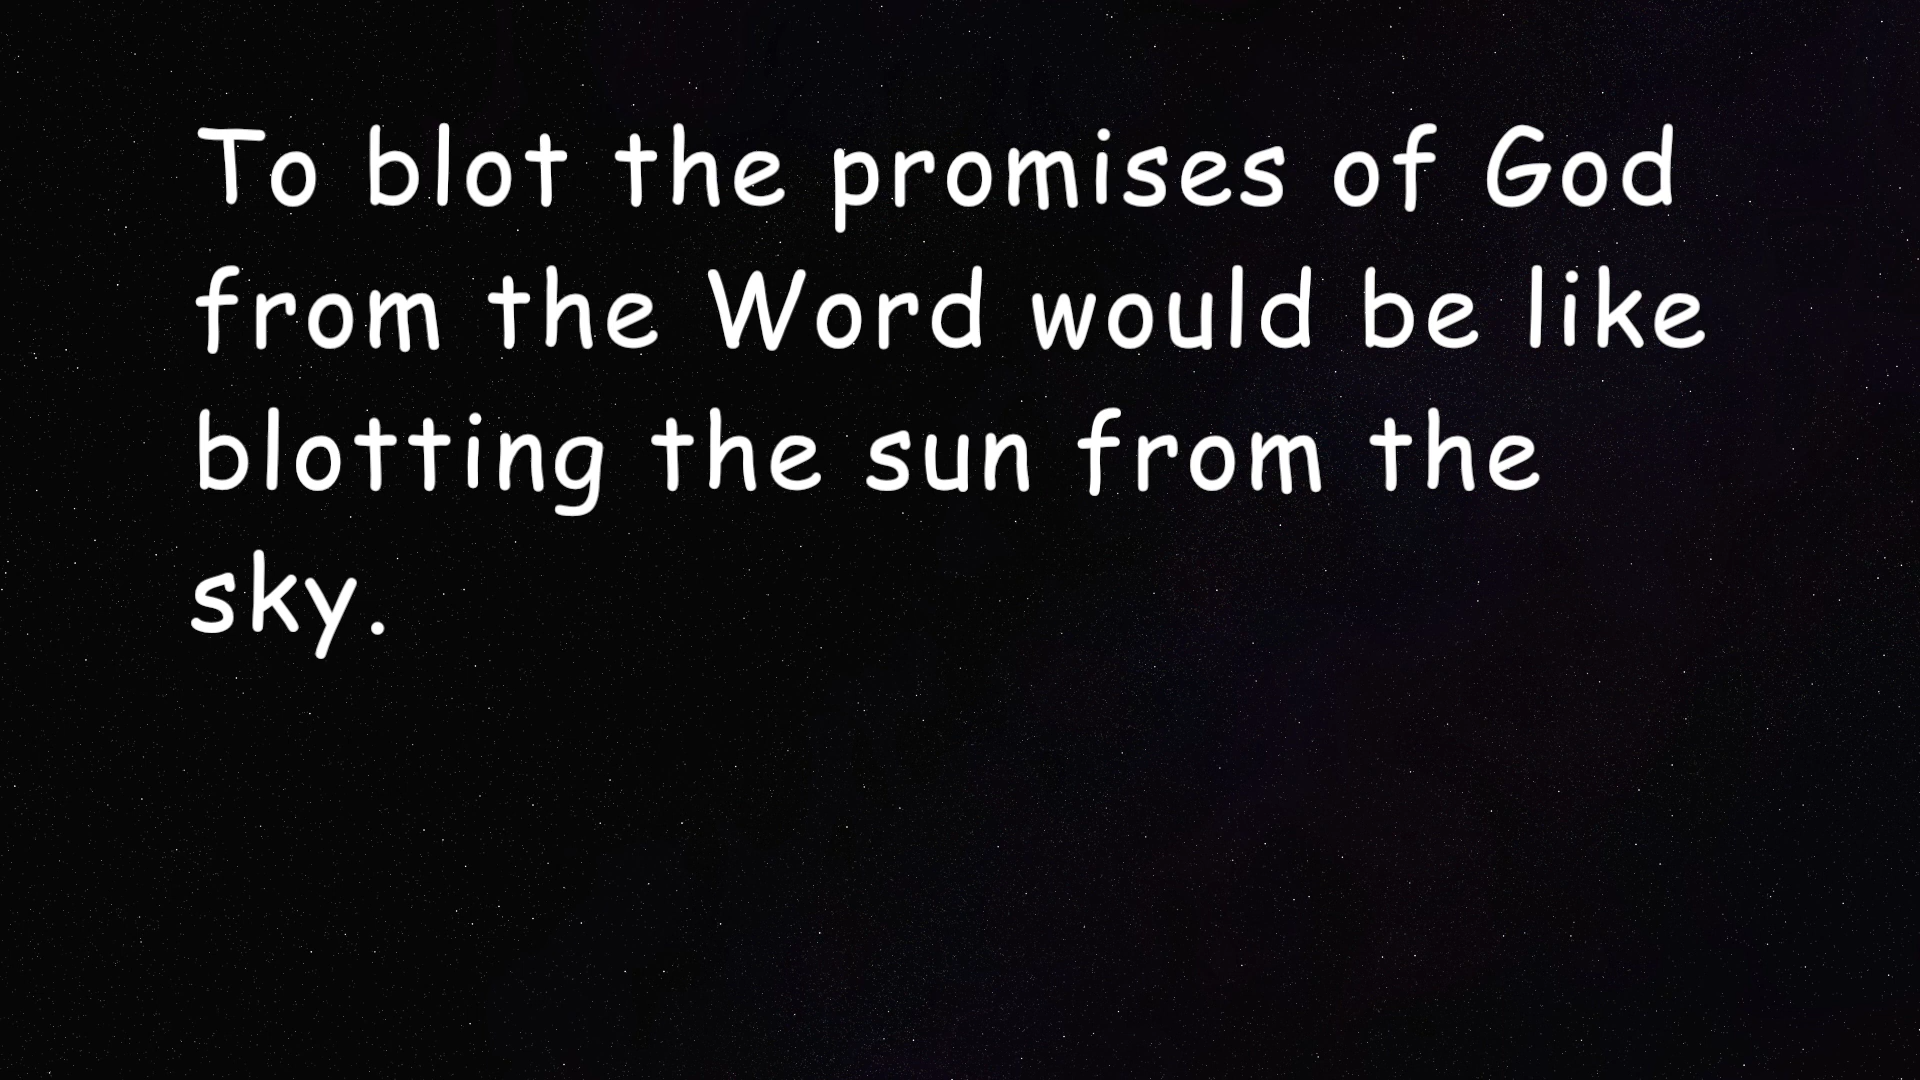 To blot the promises of God
from the Word would be like
blotting the sun from the
sky.